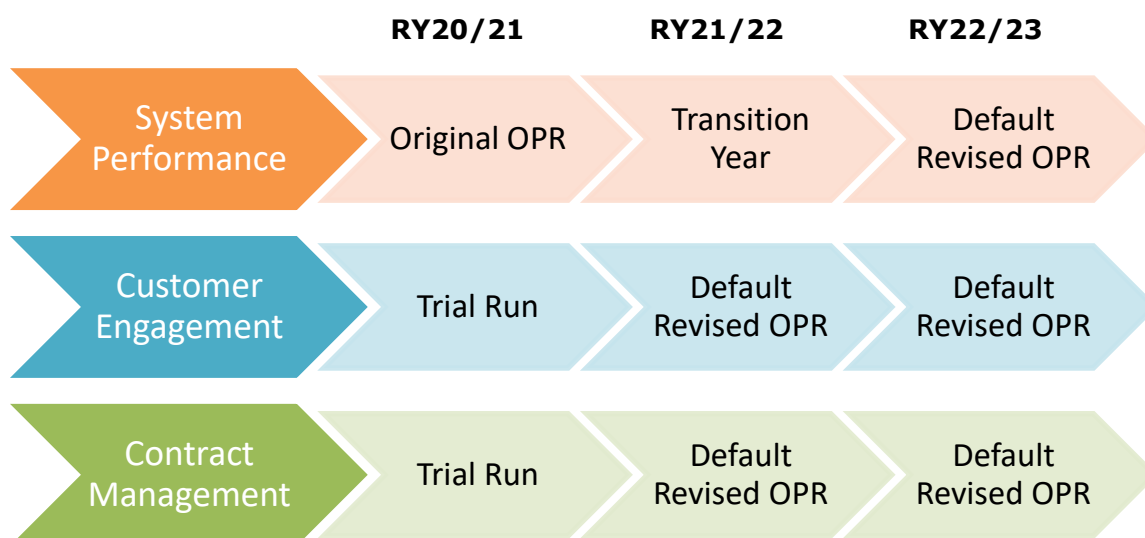 RY20/21 RY21/22 RY22/23
System
Performance
Original OPR
Transition
Year
Default
Revised OPR
Customer
Engagement
Trial Run
Default
Revised OPR
Default
Revised OPR
Contract
Management
Trial Run
Default
Revised OPR
Default
Revised OPR